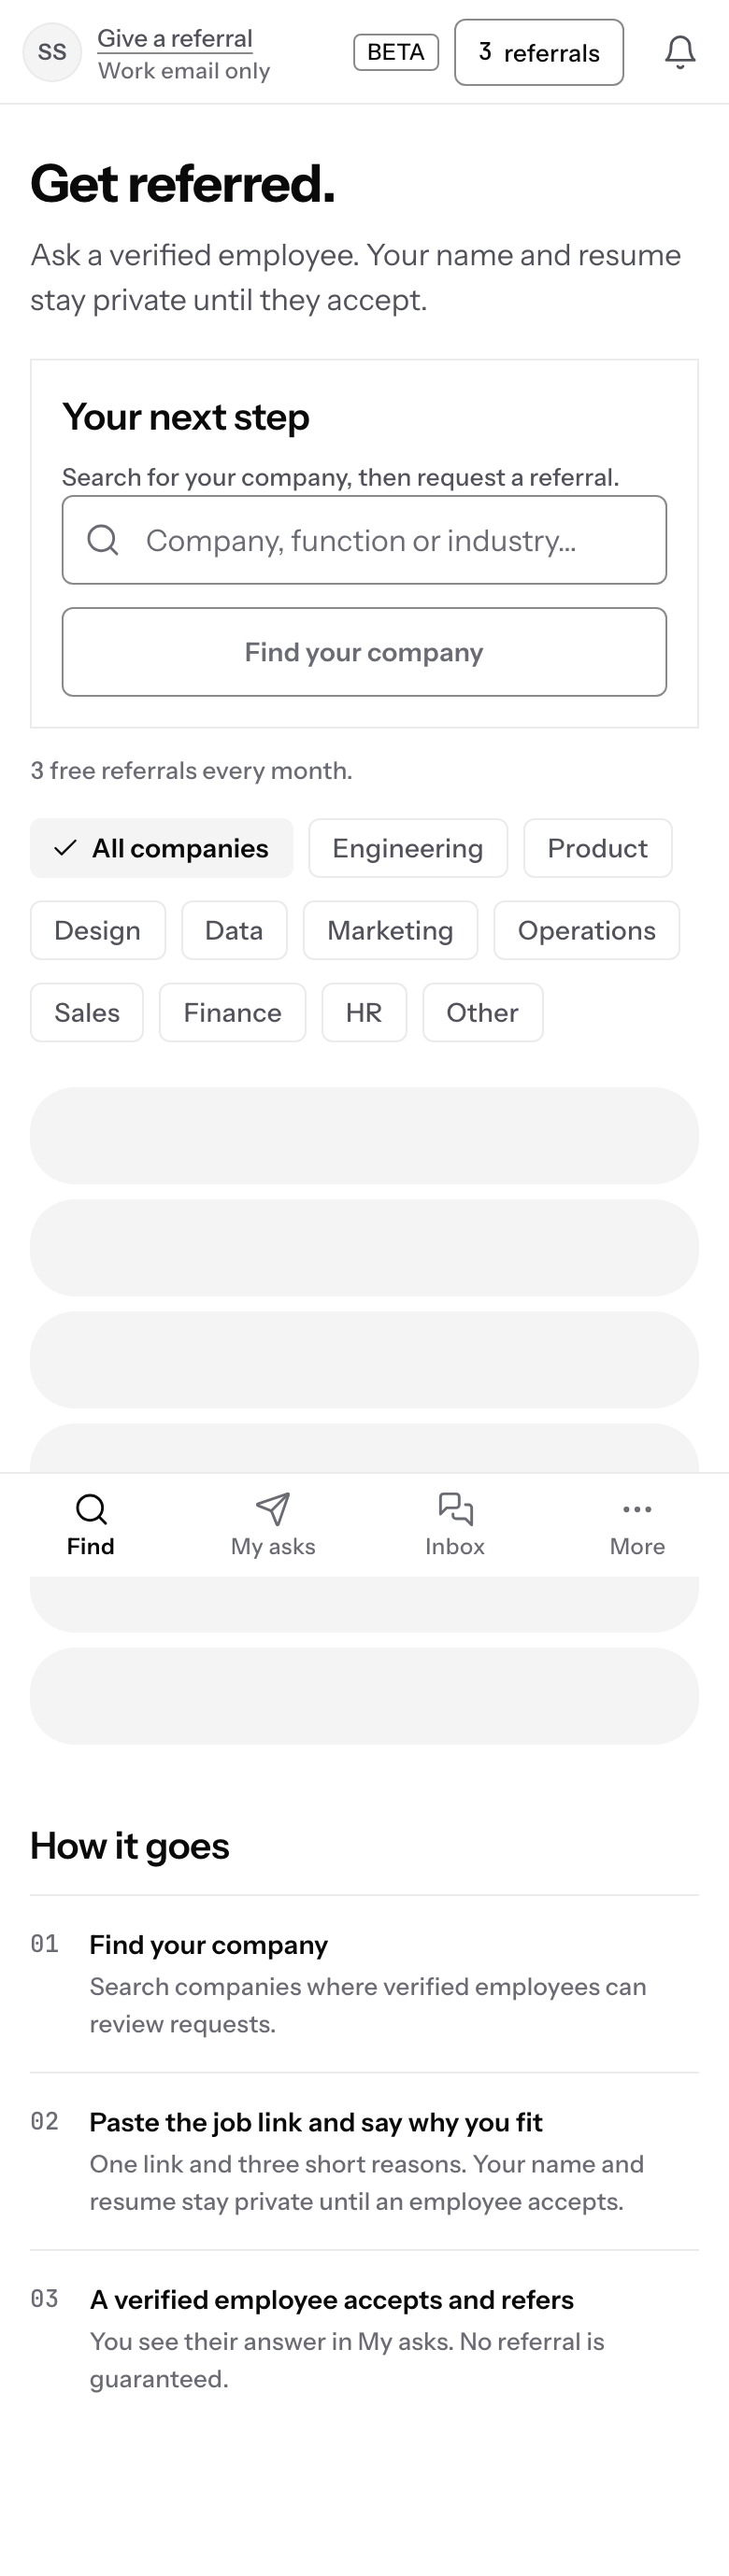 SS
Give a referral
Work email only
BETA
3 referrals
Get referred.
Ask a verified employee. Your name and resume
stay private until they accept.
Your next step
Search for your company, then request a referral.
Company, function or industry...
Find your company
3 free referrals every month.
All companies
Engineering
Product
Design
Data
Marketing
Operations
Sales
Finance
HR
Other
Find
My asks
Inbox
More
How it goes
01 Find your company
Search companies where verified employees can
review requests.
02 Paste the job link and say why you fit
One link and three short reasons. Your name and
resume stay private until an employee accepts.
03 A verified employee accepts and refers
You see their answer in My asks. No referral is
guaranteed.